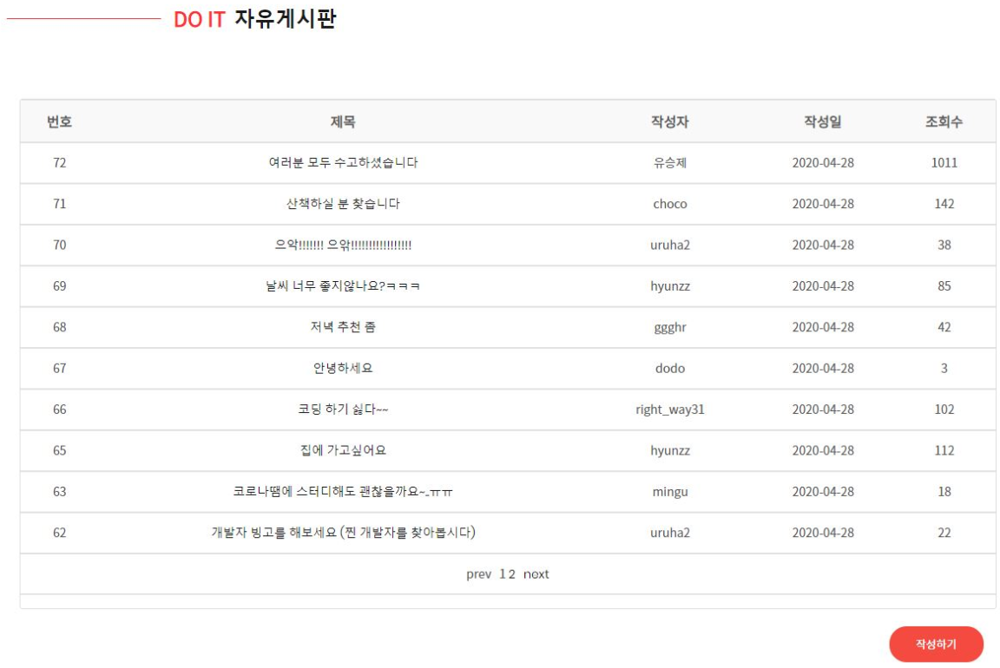 DO IT 자유게시판
번호 제목 작성자 작성일 조회수
72 여러분 모두 수고하셨습니다 유승제 2020-04-28 1011
71 산책하실 분 찾습니다 choco 2020-04-28 142
70 으악!!!!!!! 으앆!!!!!!!!!!!!!!!!! uruha2 2020-04-28 38
69 날씨 너무 좋지않나요?ㅋㅋㅋ hyunzz 2020-04-28 85
68 저녁 추천 좀 ggghr 2020-04-28 42
67 안녕하세요 dodo 2020-04-28 3
66 코딩 하기 싫다~~ right_way31 2020-04-28 102
65 집에 가고싶어요 hyunzz 2020-04-28 112
63 코로나땜에 스터디해도 괜찮을까요~_ㅠㅠ mingu 2020-04-28 18
62 개발자 빙고를 해보세요 (찐 개발자를 찾아봅시다) uruha2 2020-04-28 22
prev 1 2 next
작성하기